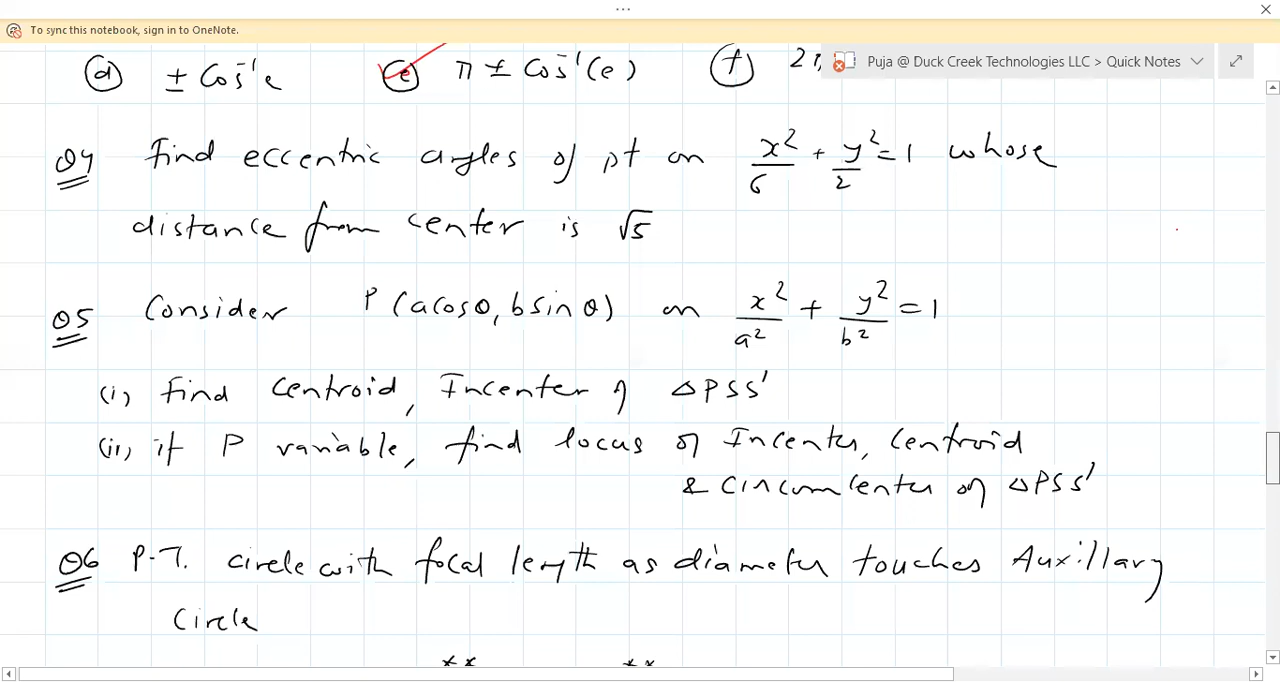 To sync this notebook, sign in to OneNote.
Puja @ Duck Creek Technologies LLC > Quick Notes
(d) ± Cos⁻¹e (e) π ± Cos⁻¹(e) (f)
Q4 find eccentric angles of pt on x²/6 + y²/2 = 1 whose
distance from center is √5
Q5 Consider P(acosθ, bsinθ) on x²/a² + y²/b² = 1
(i) find Centroid, Incenter of ΔPSS'
(ii) if P variable, find locus of Incenter, Centroid
& Circumcenter of ΔPSS'
Q6 P.T. circle with focal length as diameter touches Auxillary
Circle
** **